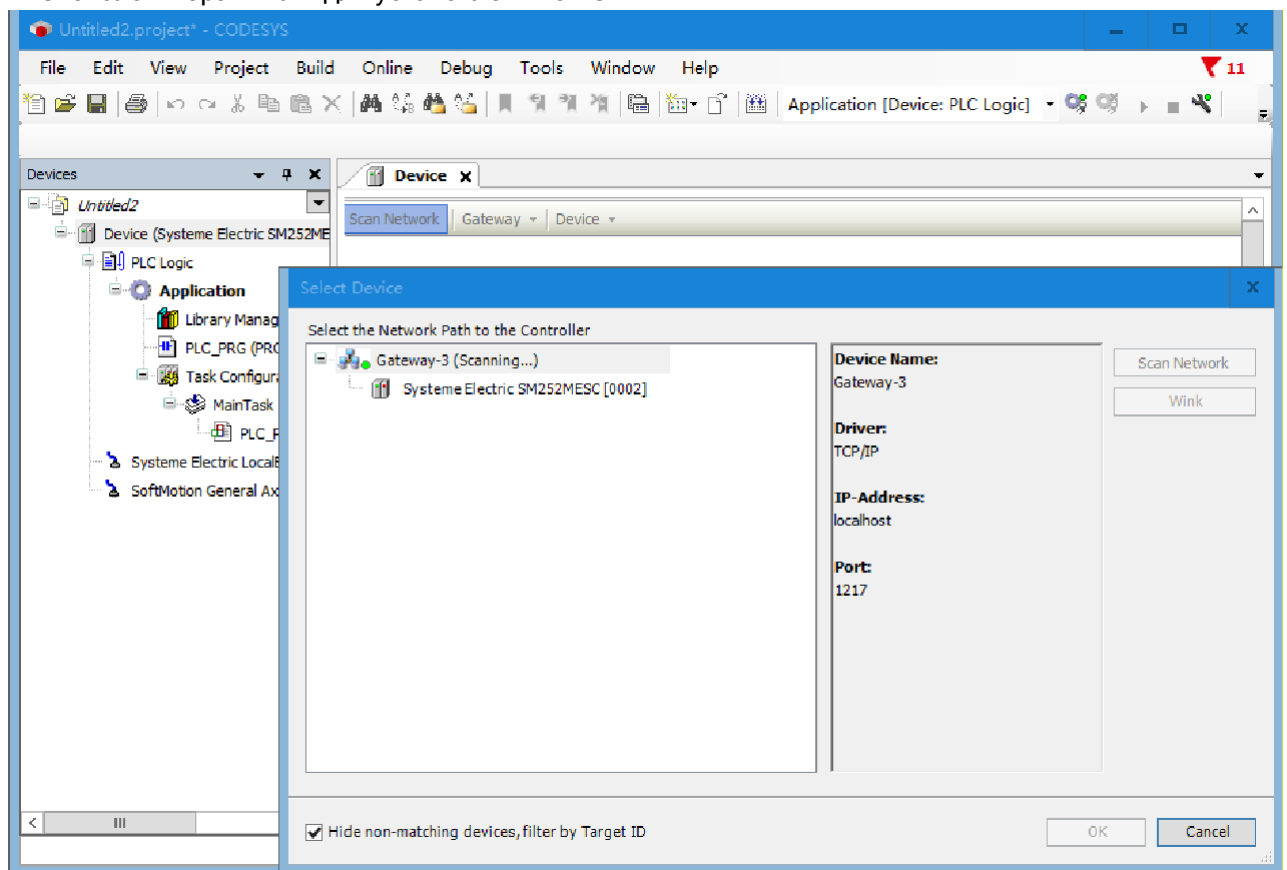 Untitled2.project* - CODESYS
File Edit View Project Build Online Debug Tools Window Help
11
Application [Device: PLC Logic]
Devices
Device
Untitled2
Scan Network Gateway Device
Device (Systeme Electric SM252ME
PLC Logic
Application
Library Manag
PLC_PRG (PRG
Task Configura
MainTask
PLC_P
Systeme Electric LocalB
SoftMotion General Ax
Select Device
Select the Network Path to the Controller
Gateway-3 (Scanning...)
Systeme Electric SM252MESC [0002]
Device Name:
Gateway-3
Driver:
TCP/IP
IP-Address:
localhost
Port:
1217
Scan Network
Wink
Hide non-matching devices, filter by Target ID
OK Cancel